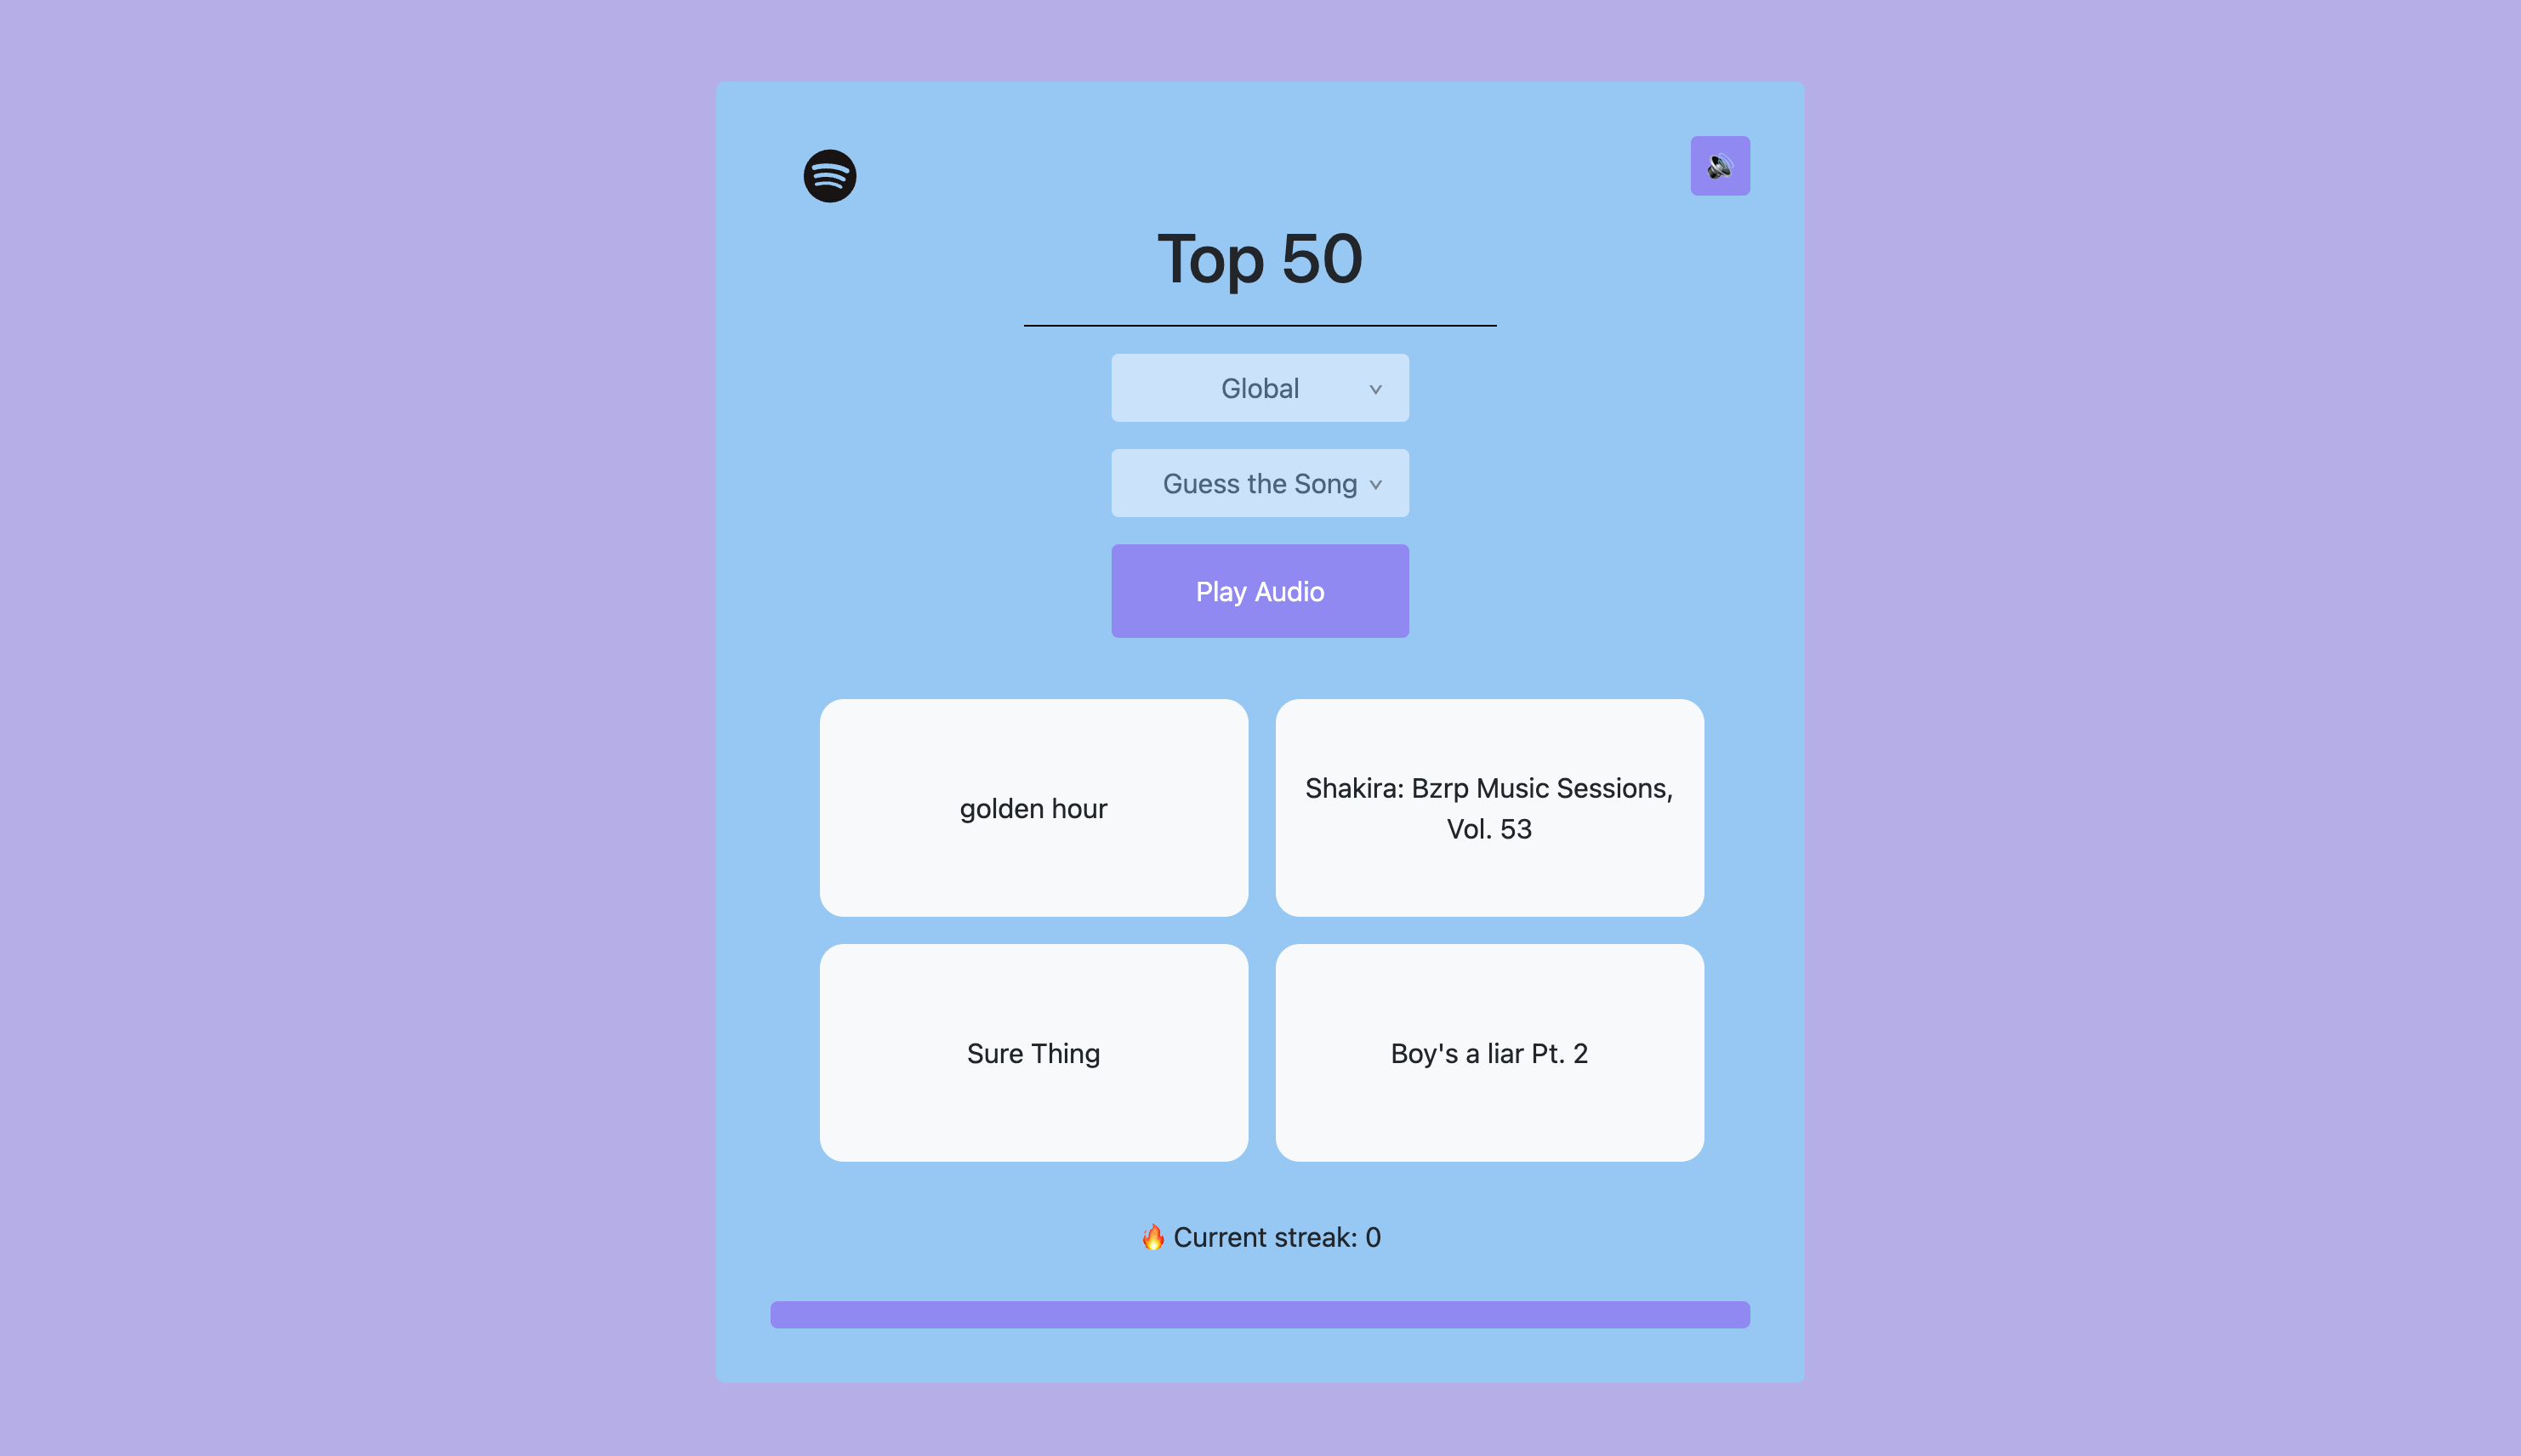 Top 50
Global
Guess the Song
Play Audio
golden hour
Shakira: Bzrp Music Sessions,
Vol. 53
Sure Thing
Boy's a liar Pt. 2
🔥 Current streak: 0